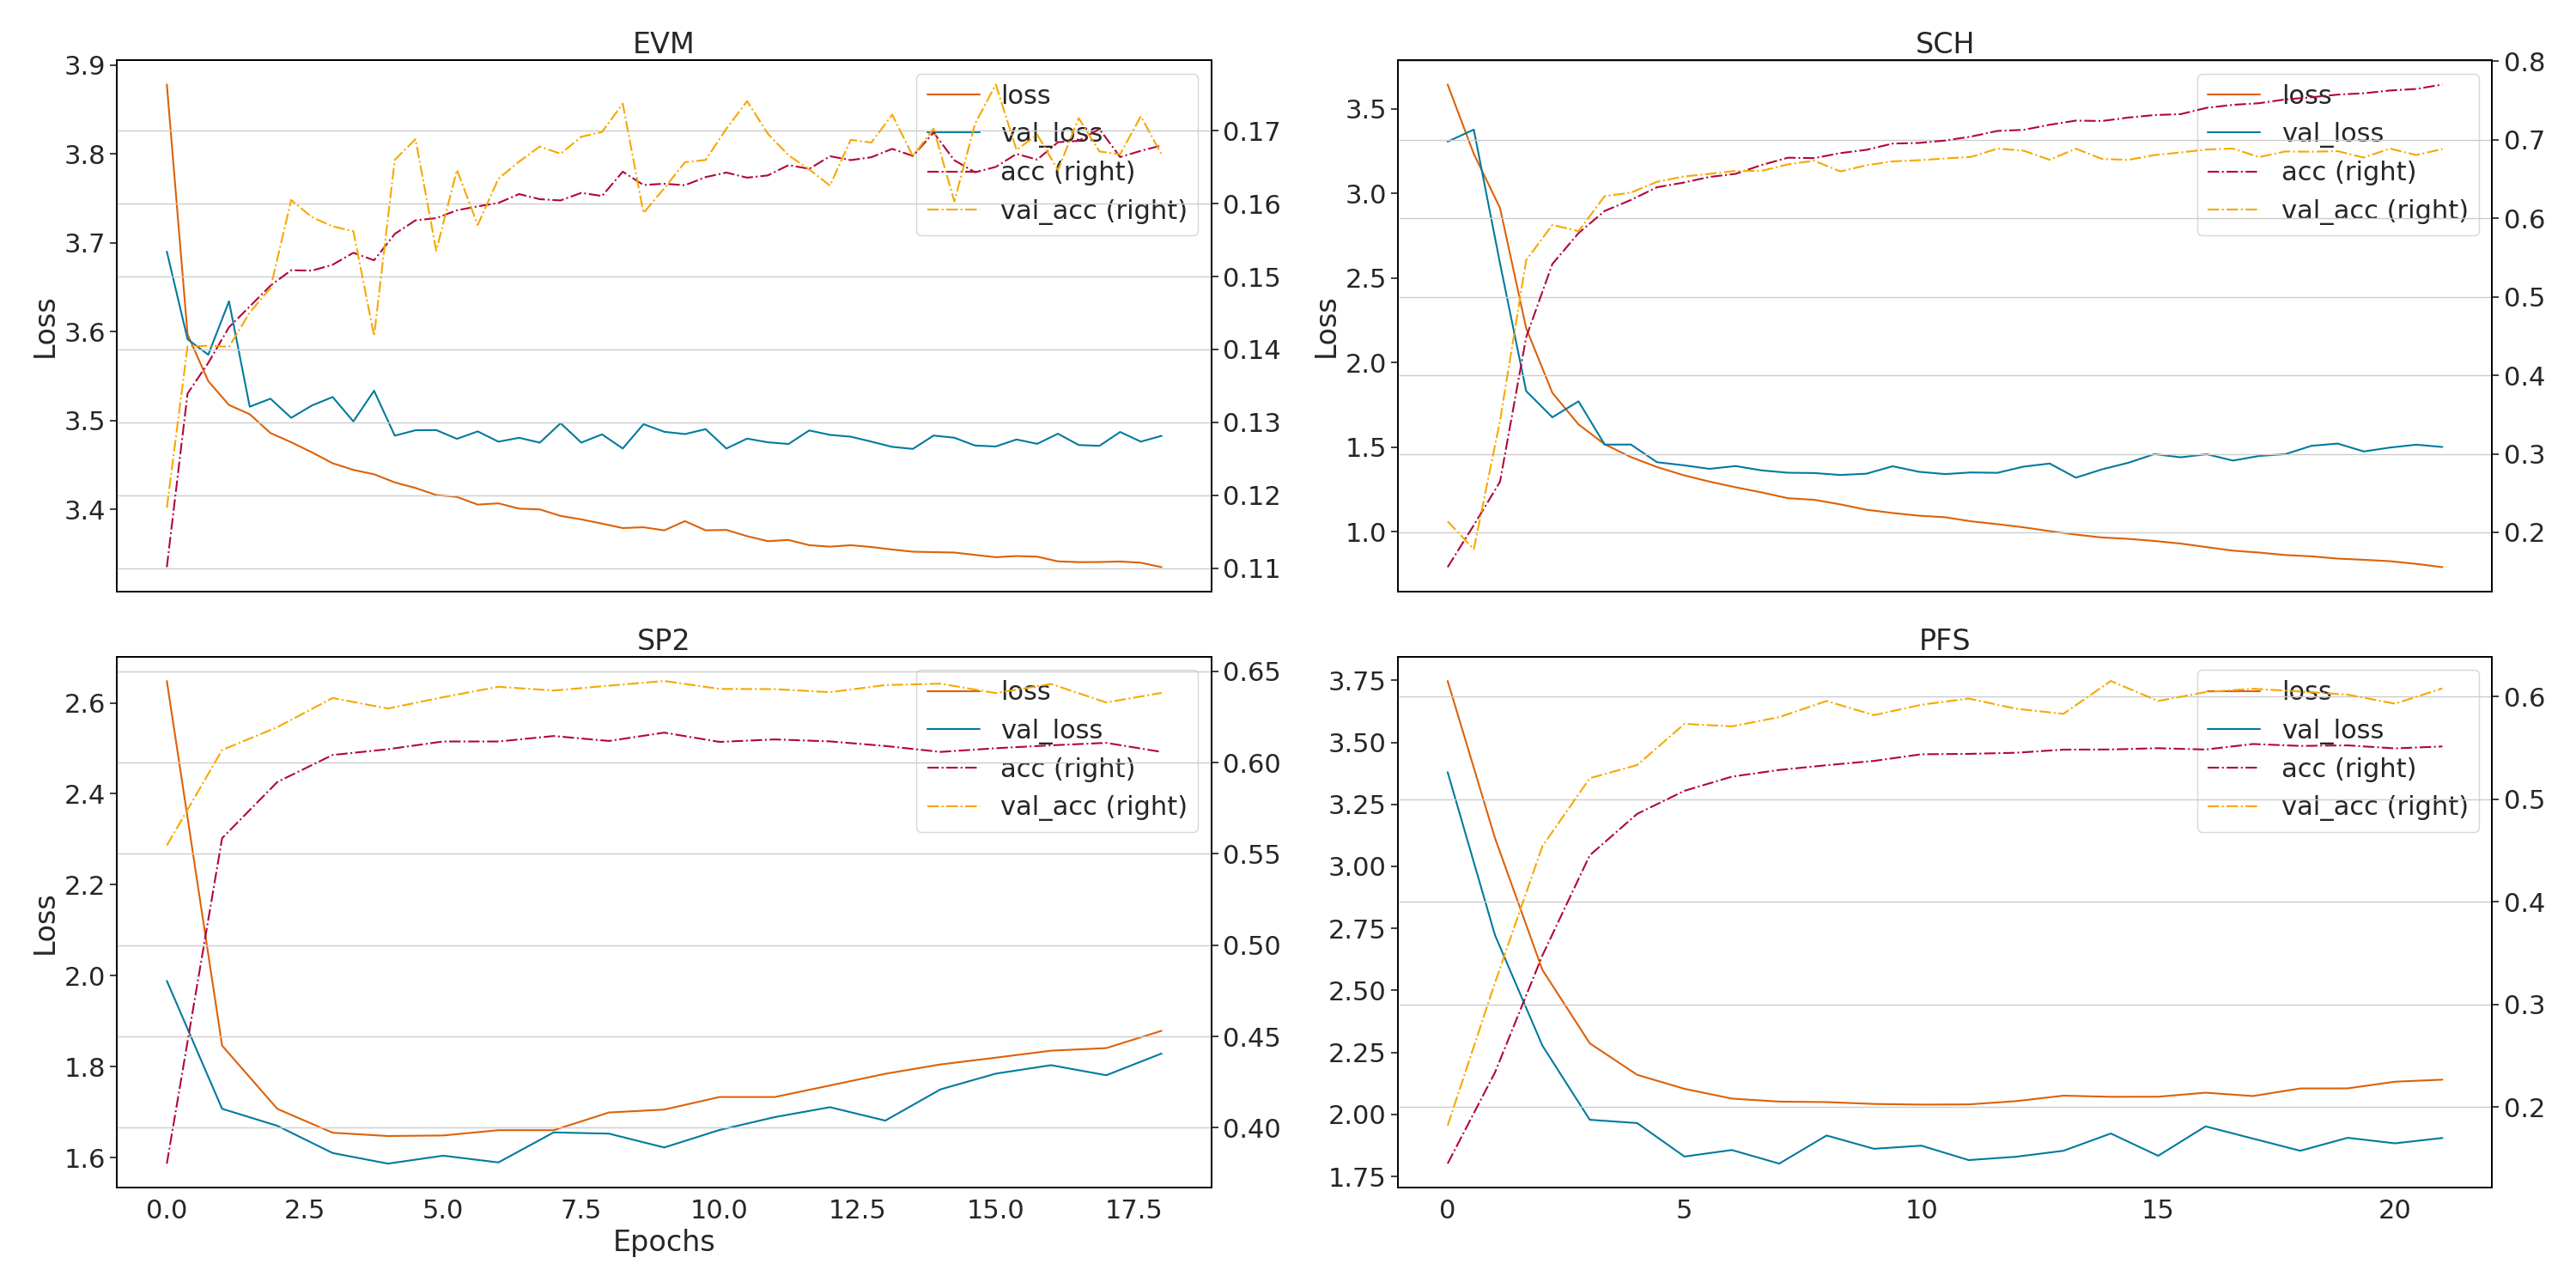 EVM
3.9
3.8
3.7
3.6
3.5
3.4
Loss
loss
val_loss
acc (right)
val_acc (right)
0.17
0.16
0.15
0.14
0.13
0.12
0.11
SCH
3.5
3.0
2.5
2.0
1.5
1.0
Loss
loss
val_loss
acc (right)
val_acc (right)
0.8
0.7
0.6
0.5
0.4
0.3
0.2
SP2
2.6
2.4
2.2
2.0
1.8
1.6
Loss
loss
val_loss
acc (right)
val_acc (right)
0.65
0.60
0.55
0.50
0.45
0.40
0.0 2.5 5.0 7.5 10.0 12.5 15.0 17.5
Epochs
PFS
3.75
3.50
3.25
3.00
2.75
2.50
2.25
2.00
1.75
loss
val_loss
acc (right)
val_acc (right)
0.6
0.5
0.4
0.3
0.2
0 5 10 15 20